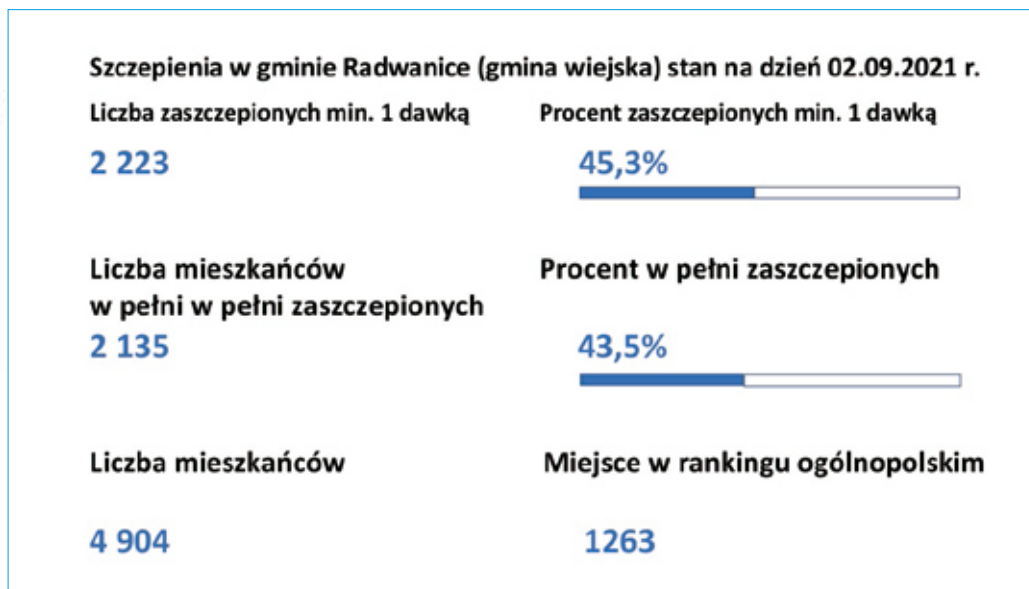 Szczepienia w gminie Radwanice (gmina wiejska) stan na dzień 02.09.2021 r.
Liczba zaszczepionych min. 1 dawką
Procent zaszczepionych min. 1 dawką
2 223
45,3%
Liczba mieszkańców
w pełni w pełni zaszczepionych
Procent w pełni zaszczepionych
2 135
43,5%
Liczba mieszkańców
Miejsce w rankingu ogólnopolskim
4 904
1263